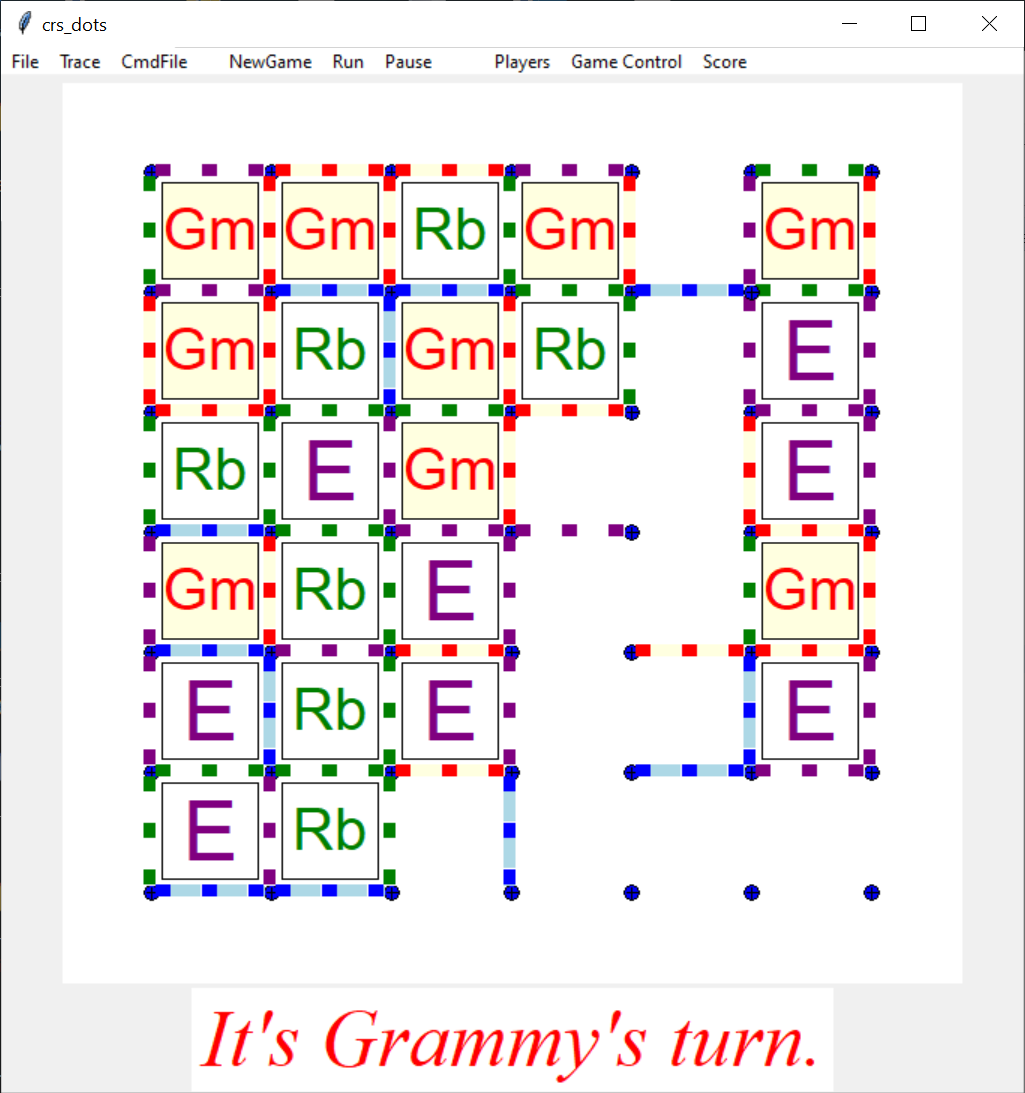 crs_dots
File Trace CmdFile NewGame Run Pause Players Game Control Score
Gm Gm Rb Gm Gm
Gm Rb Gm Rb E
Rb E Gm E
Gm Rb E Gm
E Rb E E
E Rb
It's Grammy's turn.